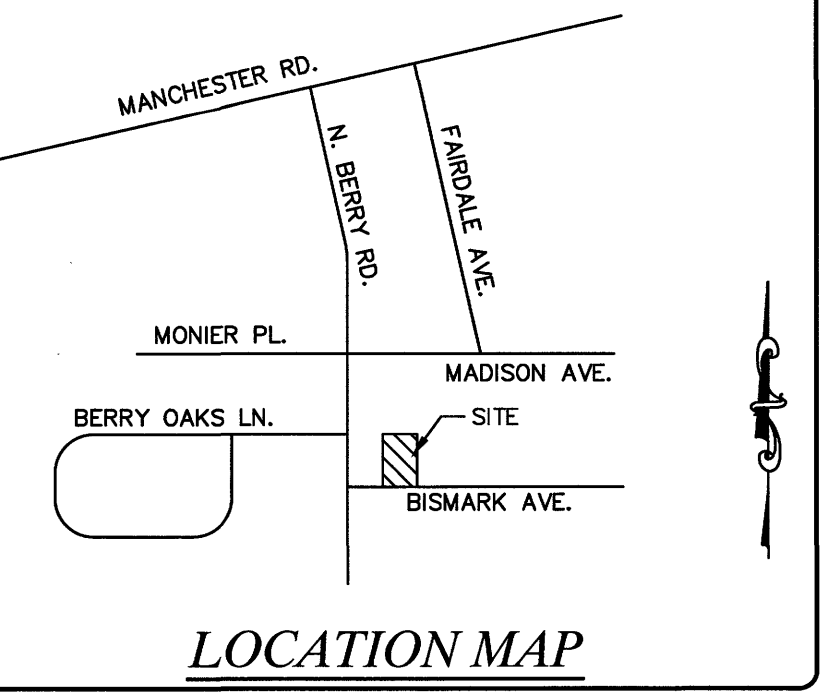 MANCHESTER RD.
N. BERRY RD.
FAIRDALE AVE.
MONIER PL.
MADISON AVE.
BERRY OAKS LN.
SITE
BISMARK AVE.
LOCATION MAP